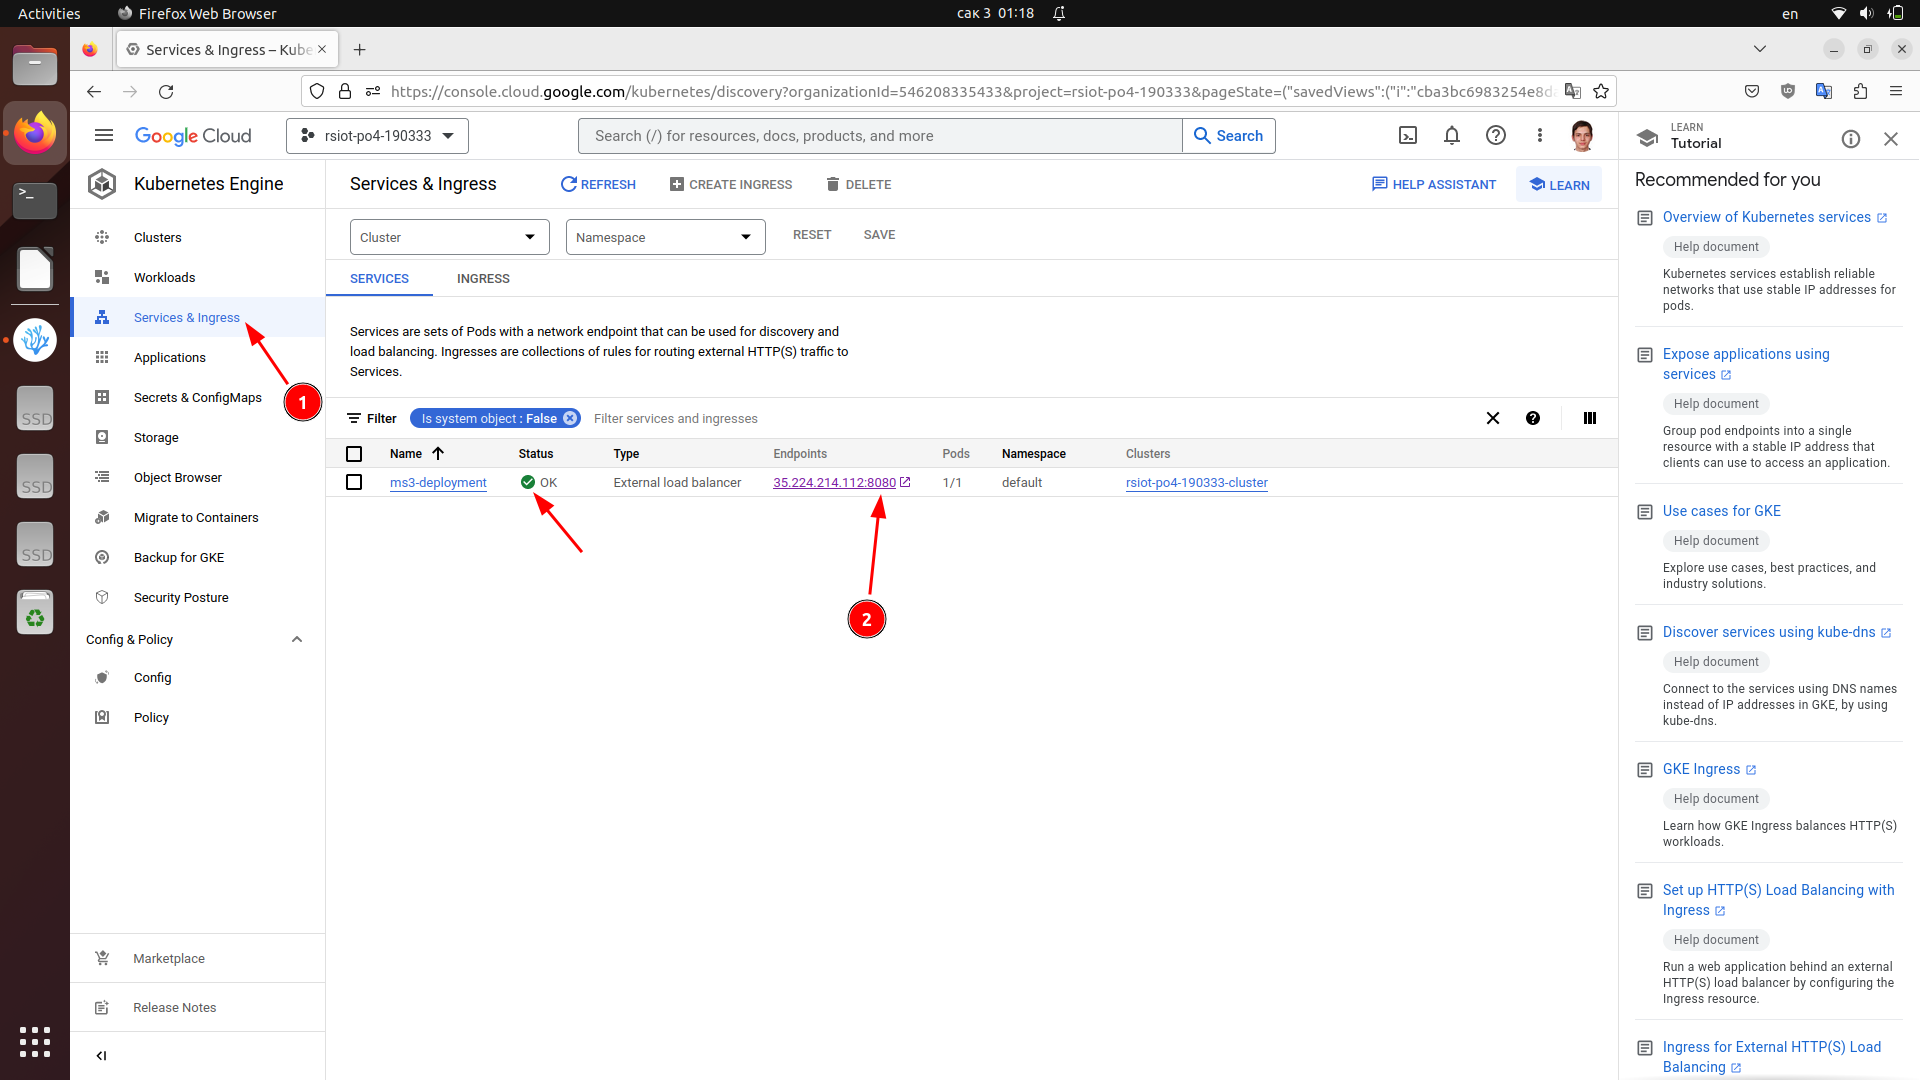 Activities
Firefox Web Browser
сак 3 01:18
en
Services & Ingress – Kube
https://console.cloud.google.com/kubernetes/discovery?organizationId=546208335433&project=rsiot-po4-190333&pageState=("savedViews":("i":"cba3bc6983254e8d
Google Cloud
rsiot-po4-190333
Search (/) for resources, docs, products, and more
Search
LEARN
Tutorial
Kubernetes Engine
Clusters
Workloads
Services & Ingress
1
Applications
Secrets & ConfigMaps
Storage
Object Browser
Migrate to Containers
Backup for GKE
Security Posture
Config & Policy
Config
Policy
Marketplace
Release Notes
SSD
SSD
SSD
Services & Ingress
REFRESH
CREATE INGRESS
DELETE
HELP ASSISTANT
LEARN
Cluster
Namespace
RESET
SAVE
SERVICES
INGRESS
Services are sets of Pods with a network endpoint that can be used for discovery and
load balancing. Ingresses are collections of rules for routing external HTTP(S) traffic to
Services.
Filter
Is system object : False
Filter services and ingresses
Name Status Type Endpoints Pods Namespace Clusters
ms3-deployment OK External load balancer 35.224.214.112:8080 1/1 default rsiot-po4-190333-cluster
2
Recommended for you
Overview of Kubernetes services
Help document
Kubernetes services establish reliable
networks that use stable IP addresses for
pods.
Expose applications using
services
Help document
Group pod endpoints into a single
resource with a stable IP address that
clients can use to access an application.
Use cases for GKE
Help document
Explore use cases, best practices, and
industry solutions.
Discover services using kube-dns
Help document
Connect to the services using DNS names
instead of IP addresses in GKE, by using
kube-dns.
GKE Ingress
Help document
Learn how GKE Ingress balances HTTP(S)
workloads.
Set up HTTP(S) Load Balancing with
Ingress
Help document
Run a web application behind an external
HTTP(S) load balancer by configuring the
Ingress resource.
Ingress for External HTTP(S) Load
Balancing